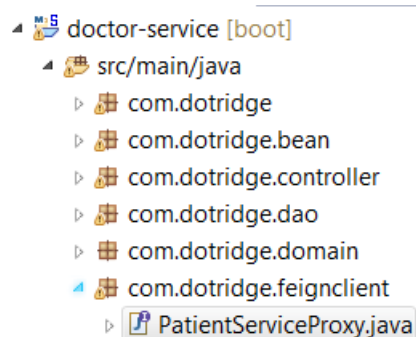 doctor-service [boot]
src/main/java
com.dotridge
com.dotridge.bean
com.dotridge.controller
com.dotridge.dao
com.dotridge.domain
com.dotridge.feignclient
PatientServiceProxy.java